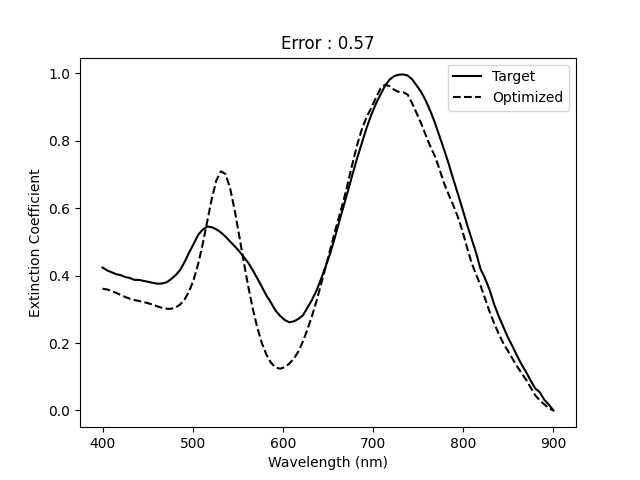 Error : 0.57
Target
Optimized
Extinction Coefficient
1.0
0.8
0.6
0.4
0.2
0.0
400 500 600 700 800 900
Wavelength (nm)